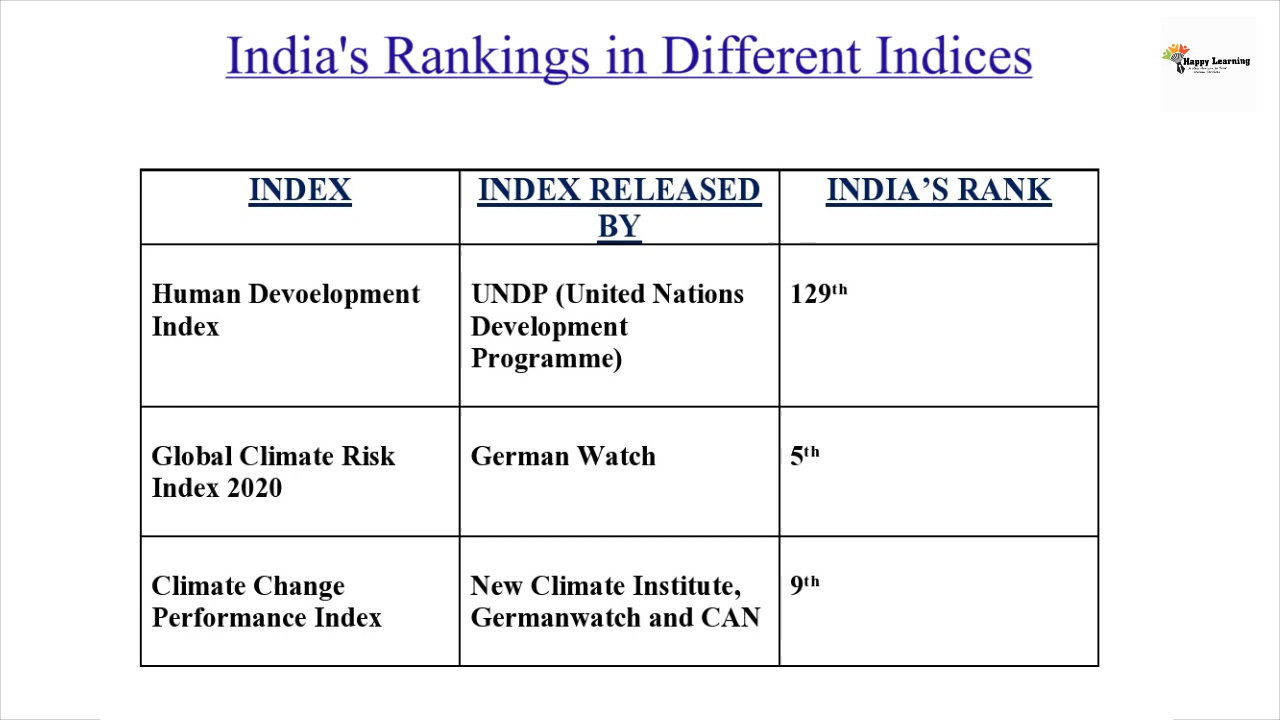 India's Rankings in Different Indices
Happy Learning
INDEX
INDEX RELEASED
BY
INDIA’S RANK
Human Devoelopment
Index
UNDP (United Nations
Development
Programme)
129th
Global Climate Risk
Index 2020
German Watch
5th
Climate Change
Performance Index
New Climate Institute,
Germanwatch and CAN
9th